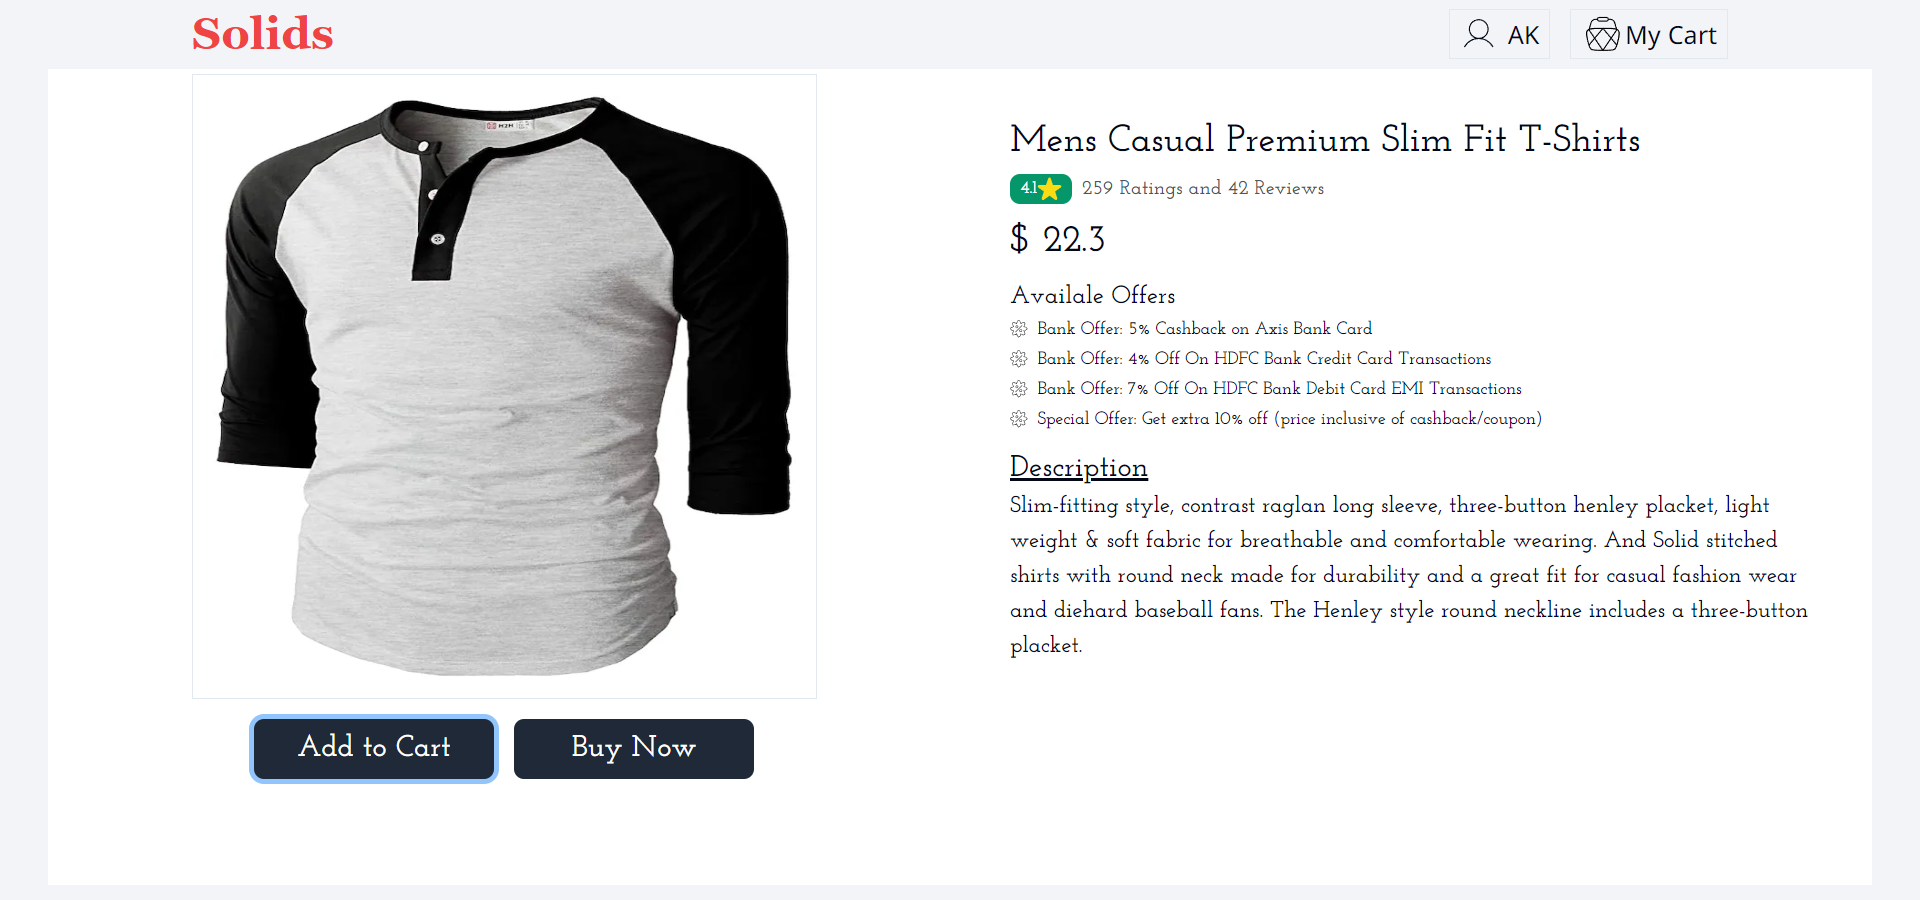 Solids
AK
My Cart
H2H
Mens Casual Premium Slim Fit T-Shirts
4.1
259 Ratings and 42 Reviews
$ 22.3
Availale Offers
Bank Offer: 5% Cashback on Axis Bank Card
Bank Offer: 4% Off On HDFC Bank Credit Card Transactions
Bank Offer: 7% Off On HDFC Bank Debit Card EMI Transactions
Special Offer: Get extra 10% off (price inclusive of cashback/coupon)
Description
Slim-fitting style, contrast raglan long sleeve, three-button henley placket, light
weight & soft fabric for breathable and comfortable wearing. And Solid stitched
shirts with round neck made for durability and a great fit for casual fashion wear
and diehard baseball fans. The Henley style round neckline includes a three-button
placket.
Add to Cart
Buy Now